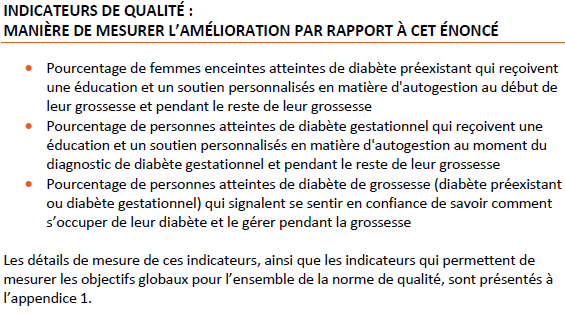 INDICATEURS DE QUALITÉ :
MANIÈRE DE MESURER L’AMÉLIORATION PAR RAPPORT À CET ÉNONCÉ
• Pourcentage de femmes enceintes atteintes de diabète préexistant qui reçoivent
une éducation et un soutien personnalisés en matière d'autogestion au début de
leur grossesse et pendant le reste de leur grossesse
• Pourcentage de personnes atteintes de diabète gestationnel qui reçoivent une
éducation et un soutien personnalisés en matière d'autogestion au moment du
diagnostic de diabète gestationnel et pendant le reste de leur grossesse
• Pourcentage de personnes atteintes de diabète de grossesse (diabète préexistant
ou diabète gestationnel) qui signalent se sentir en confiance de savoir comment
s’occuper de leur diabète et le gérer pendant la grossesse
Les détails de mesure de ces indicateurs, ainsi que les indicateurs qui permettent de
mesurer les objectifs globaux pour l’ensemble de la norme de qualité, sont présentés à
l’appendice 1.